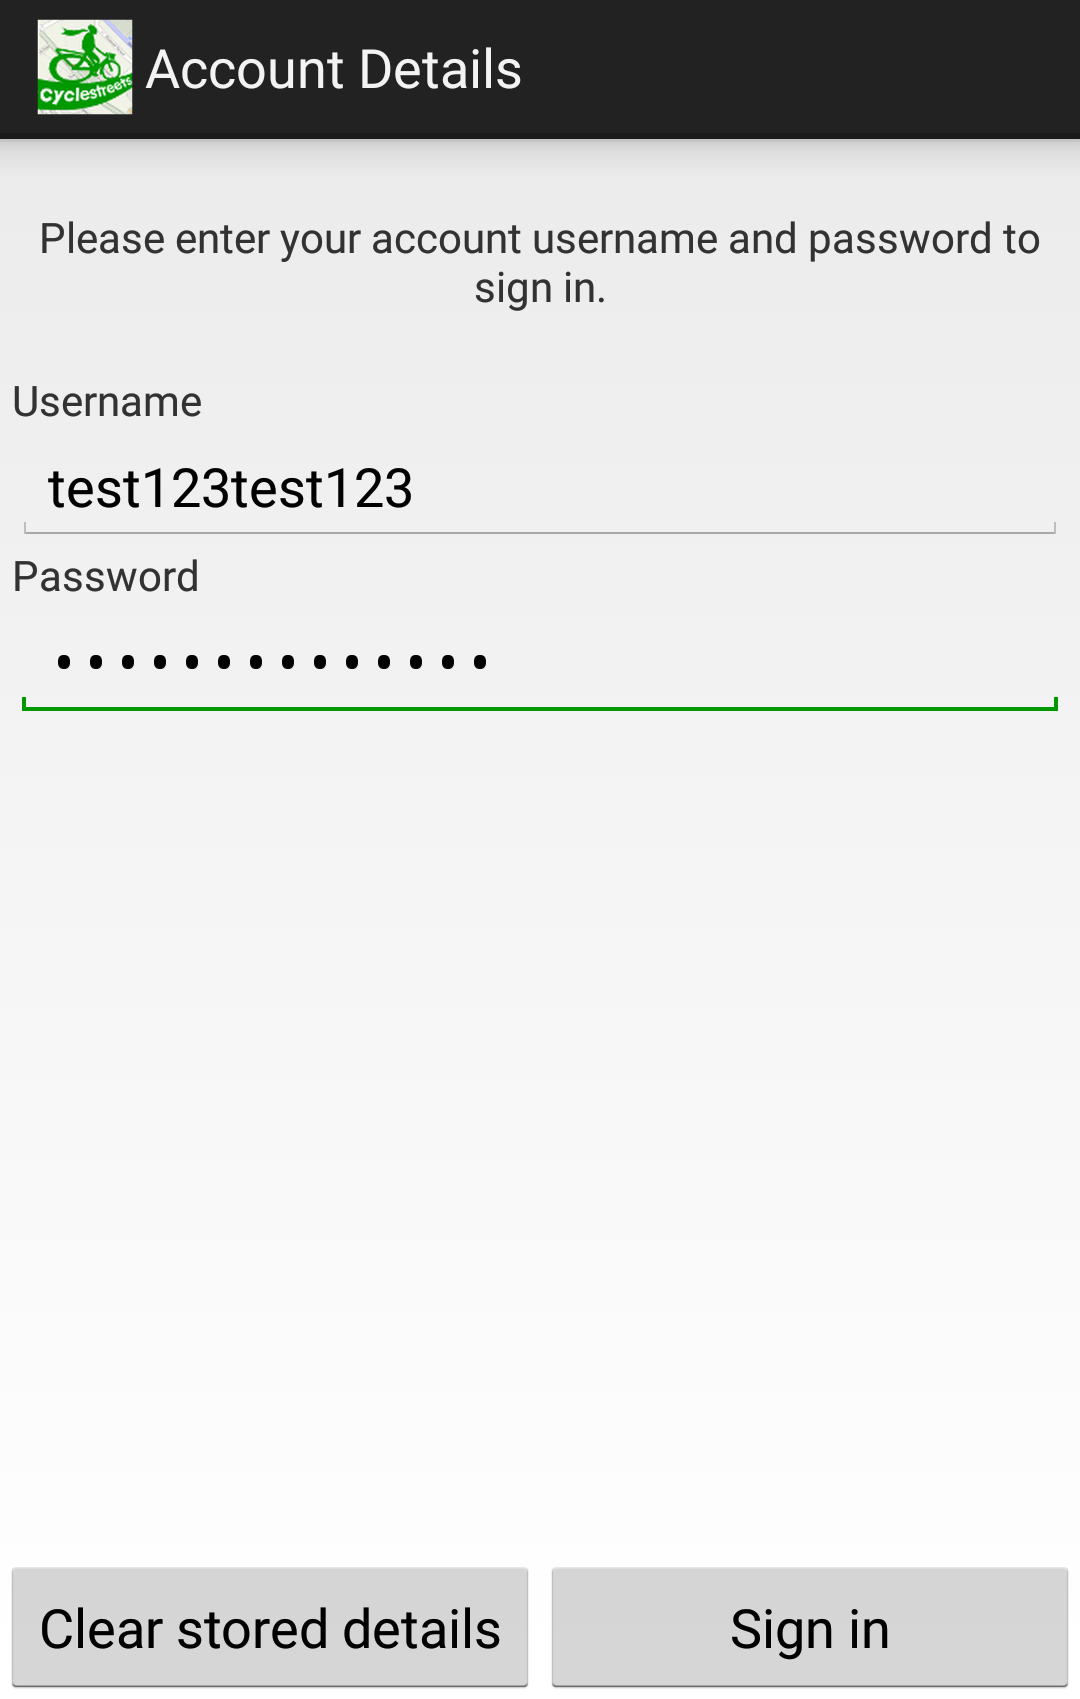 Cyclestreets
Account Details
Please enter your account username and password to
sign in.
Username
test123test123
Password
••••••••••••••
Clear stored details
Sign in